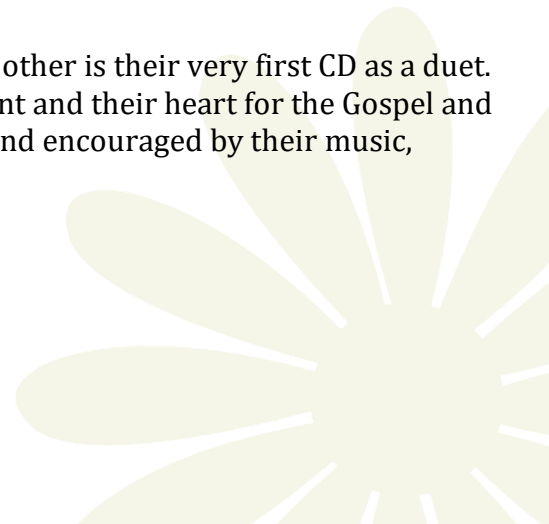 other is their very first CD as a duet.
nt and their heart for the Gospel and
nd encouraged by their music,